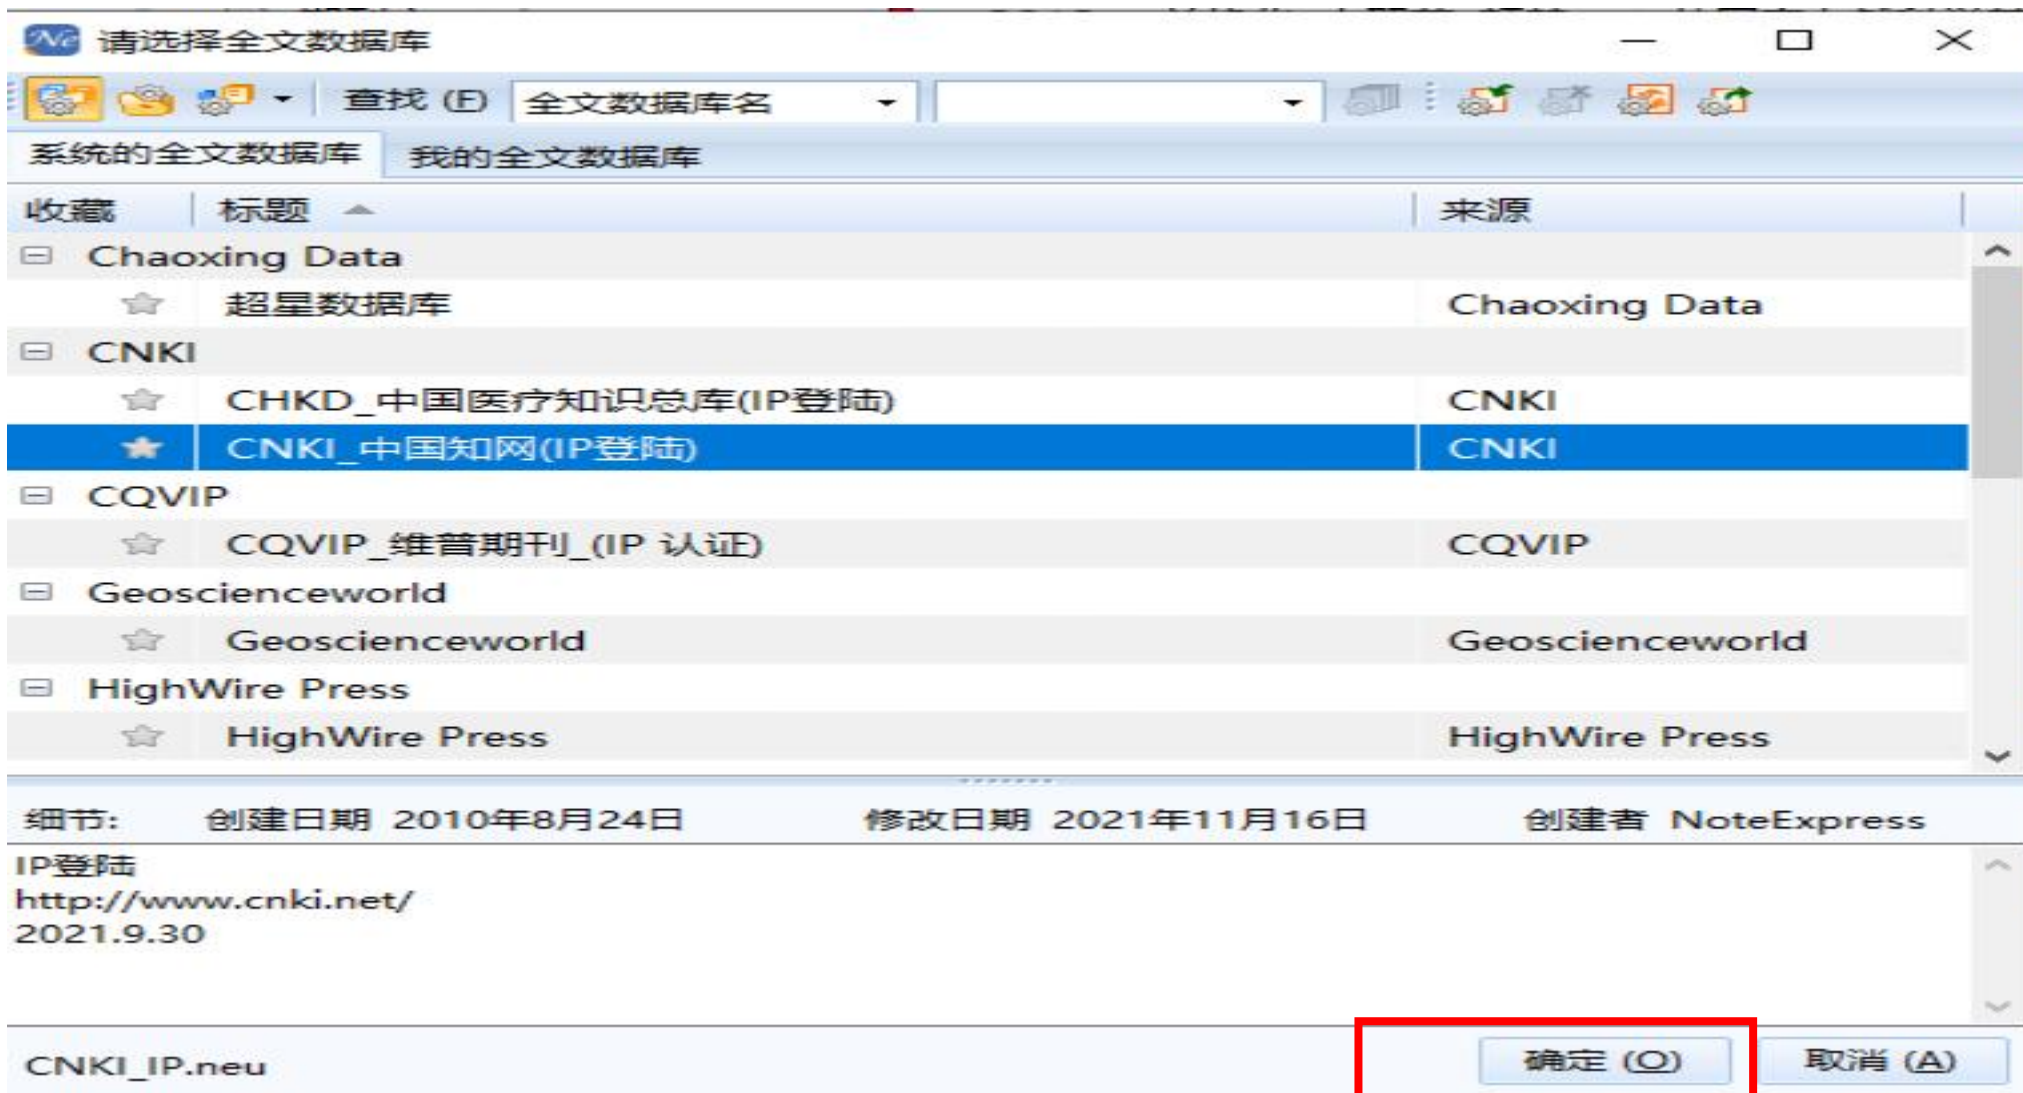 Ne 请选择全文数据库
查找 (F) 全文数据库名
系统的全文数据库 我的全文数据库
收藏 标题 来源
Chaoxing Data
超星数据库 Chaoxing Data
CNKI
CHKD_中国医疗知识总库(IP登陆) CNKI
CNKI_中国知网(IP登陆) CNKI
CQVIP
CQVIP_维普期刊_(IP 认证) CQVIP
Geoscienceworld
Geoscienceworld Geoscienceworld
HighWire Press
HighWire Press HighWire Press
细节: 创建日期 2010年8月24日 修改日期 2021年11月16日 创建者 NoteExpress
IP登陆
http://www.cnki.net/
2021.9.30
CNKI_IP.neu 确定 (O) 取消 (A)